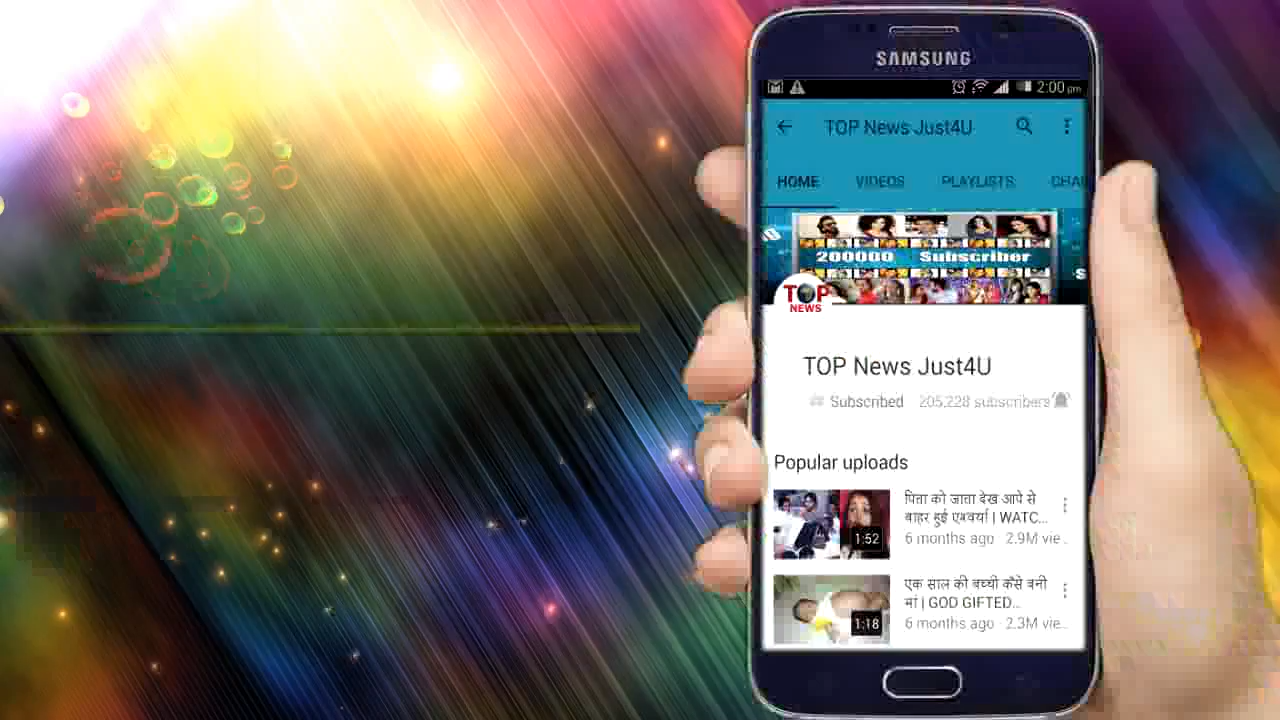 SAMSUNG
2:00 pm
TOP News Just4U
HOME VIDEOS PLAYLISTS CHA
200000 Subscriber
TOP
NEWS
TOP News Just4U
Subscribed 205,228 subscribers
Popular uploads
पिता को जाता देख आपे से
बाहर हुई एश्वर्या | WATC...
6 months ago · 2.9M vie..
1:52
एक साल की बच्ची कैसे बनी
मां | GOD GIFTED...
6 months ago · 2.3M vie..
1:18